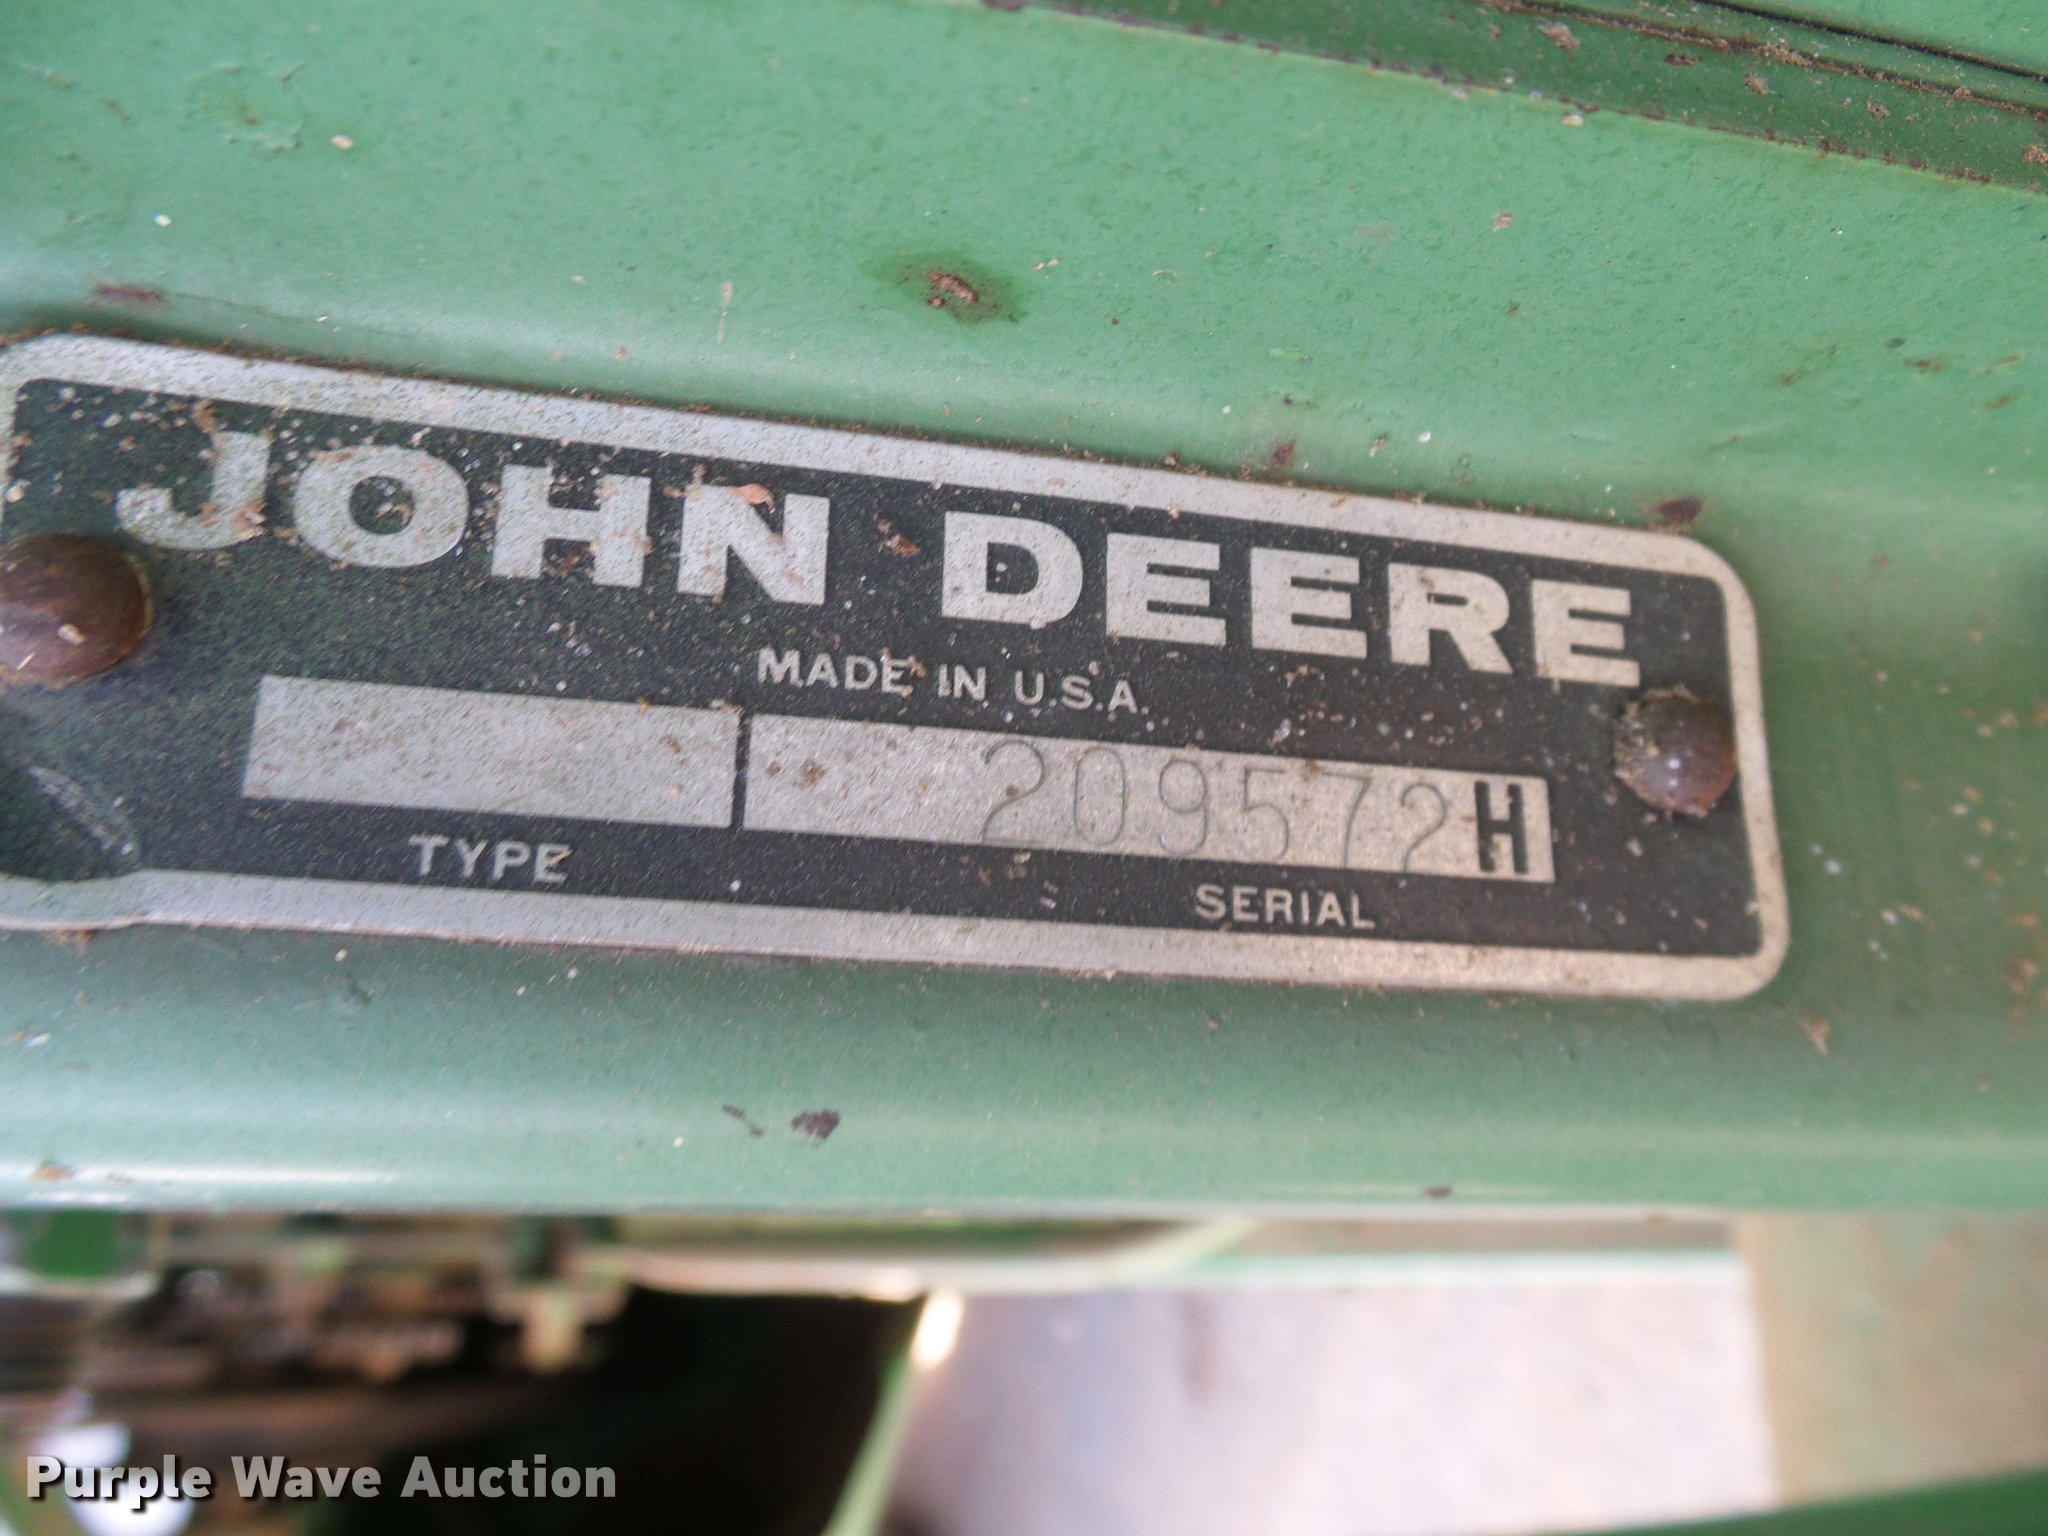 JOHN DEERE
MADE IN U.S.A.
209572H
TYPE
SERIAL
Purple Wave Auction